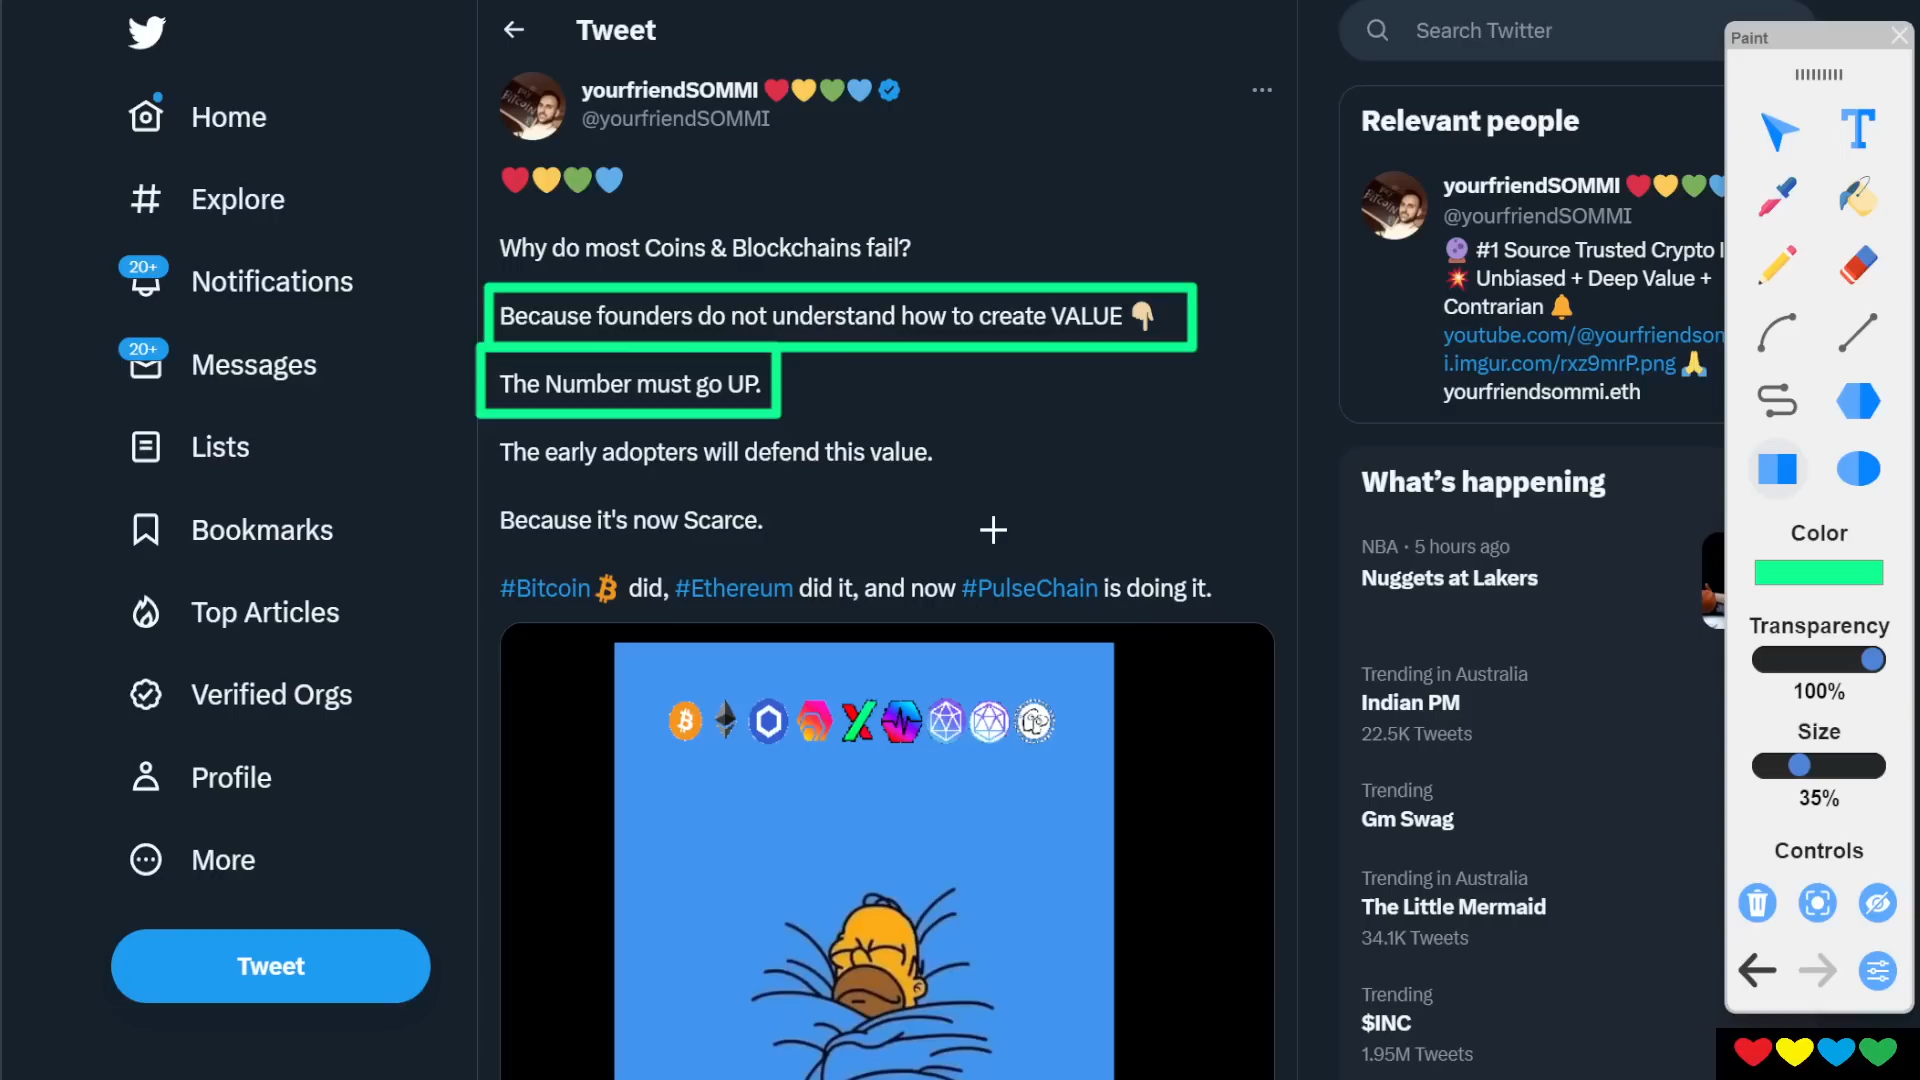 Home
Explore
20+
Notifications
20+
Messages
Lists
Bookmarks
Top Articles
Verified Orgs
Profile
More
Tweet
Tweet
yourfriendSOMMI ❤️💛💚💙
@yourfriendSOMMI
❤️💛💚💙
Why do most Coins & Blockchains fail?
Because founders do not understand how to create VALUE 👇🏼
The Number must go UP.
The early adopters will defend this value.
Because it's now Scarce.
#Bitcoin did, #Ethereum did it, and now #PulseChain is doing it.
Search Twitter
Relevant people
yourfriendSOMMI ❤️💛💚💙
@yourfriendSOMMI
🔮 #1 Source Trusted Crypto
💥 Unbiased + Deep Value +
Contrarian 🔔
youtube.com/@yourfriendson
i.imgur.com/rxz9mrP.png 🙏
yourfriendsommi.eth
What’s happening
NBA · 5 hours ago
Nuggets at Lakers
Trending in Australia
Indian PM
22.5K Tweets
Trending
Gm Swag
Trending in Australia
The Little Mermaid
34.1K Tweets
Trending
$INC
1.95M Tweets
Paint
Color
Transparency
100%
Size
35%
Controls